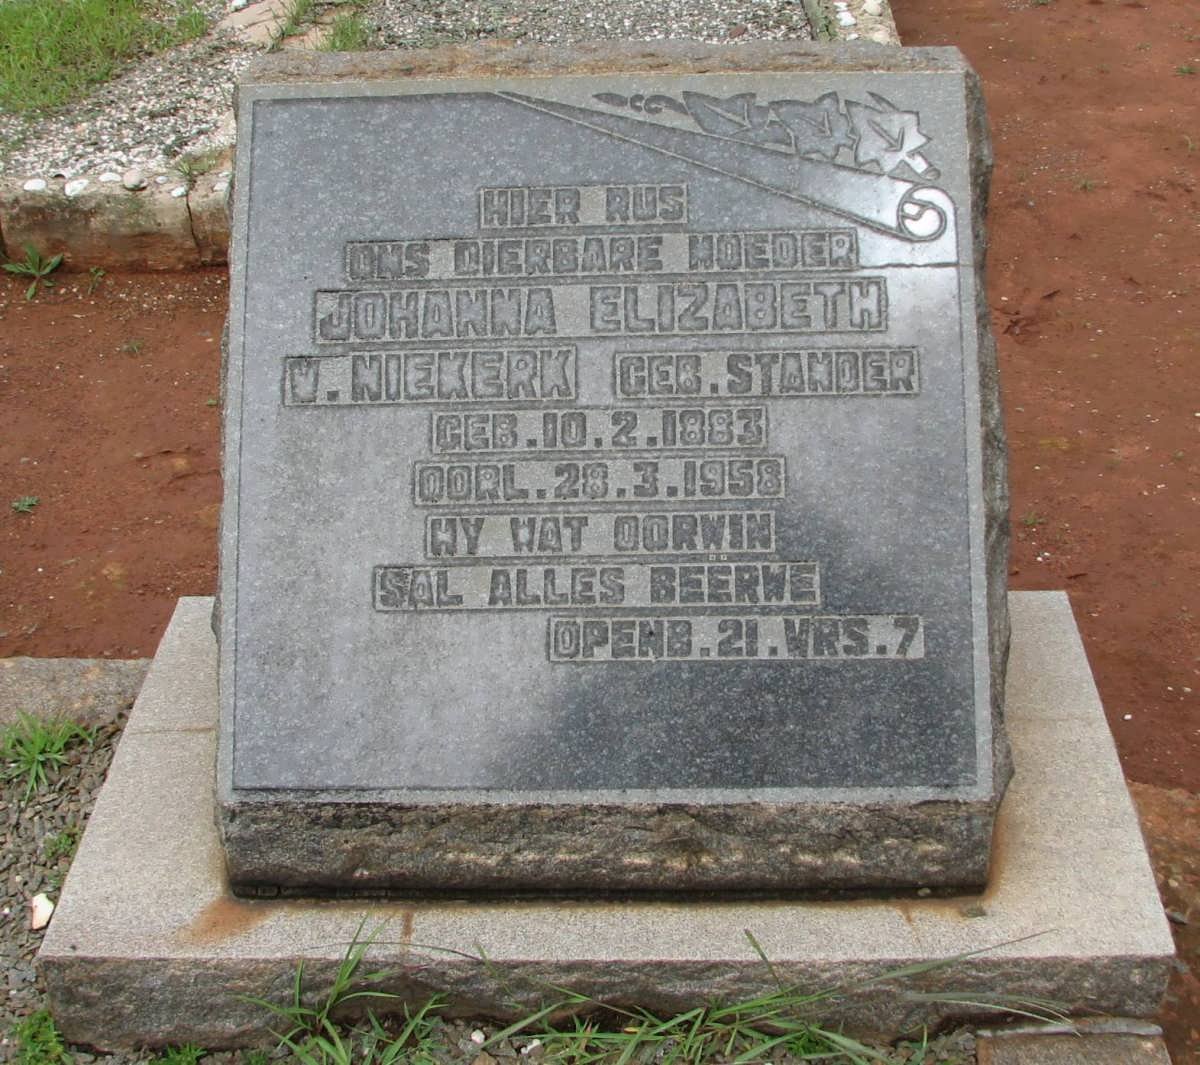 HIER RUS
ONS DIERBARE MOEDER
JOHANNA ELIZABETH
V. NIEKERK GEB. STANDER
GEB. 10. 2. 1883
OORL. 28. 3. 1958
HY WAT OORWIN
SAL ALLES BEËRWE
OPENB. 21. VRS. 7